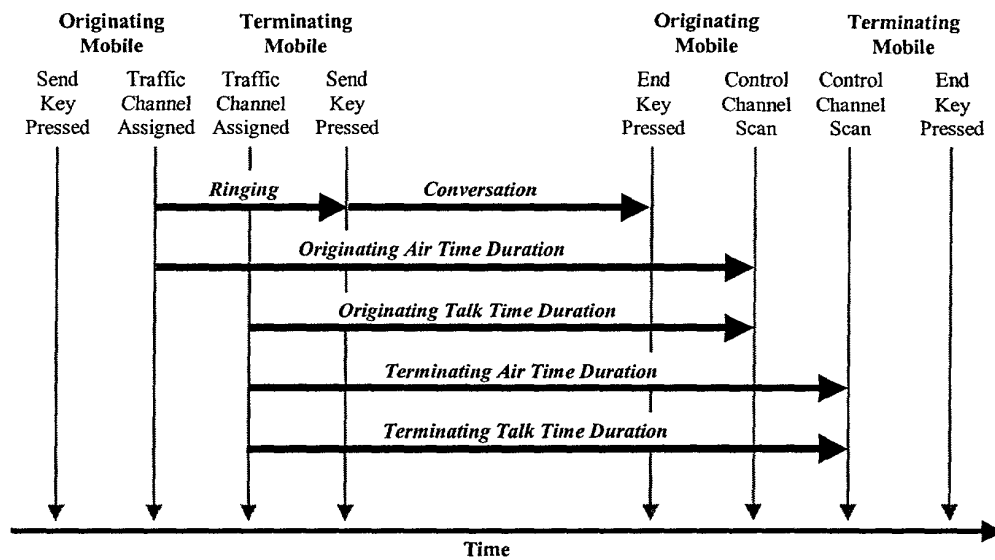 Originating Terminating Originating Terminating
Mobile Mobile Mobile Mobile
Send Traffic Traffic Send End Control Control End
Key Channel Channel Key Key Channel Channel Key
Pressed Assigned Assigned Pressed Pressed Scan Scan Pressed
Ringing Conversation
Originating Air Time Duration
Originating Talk Time Duration
Terminating Air Time Duration
Terminating Talk Time Duration
Time